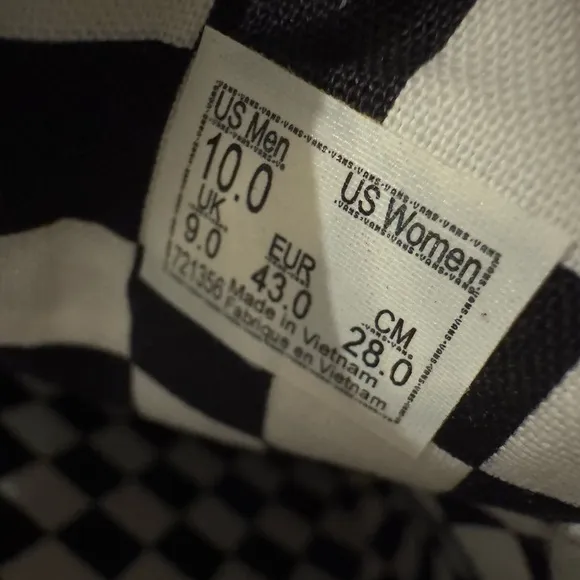 US Men US Women
10.0
UK EUR CM
9.0 43.0 28.0
721356 Made in Vietnam
Fabrique en Vietnam